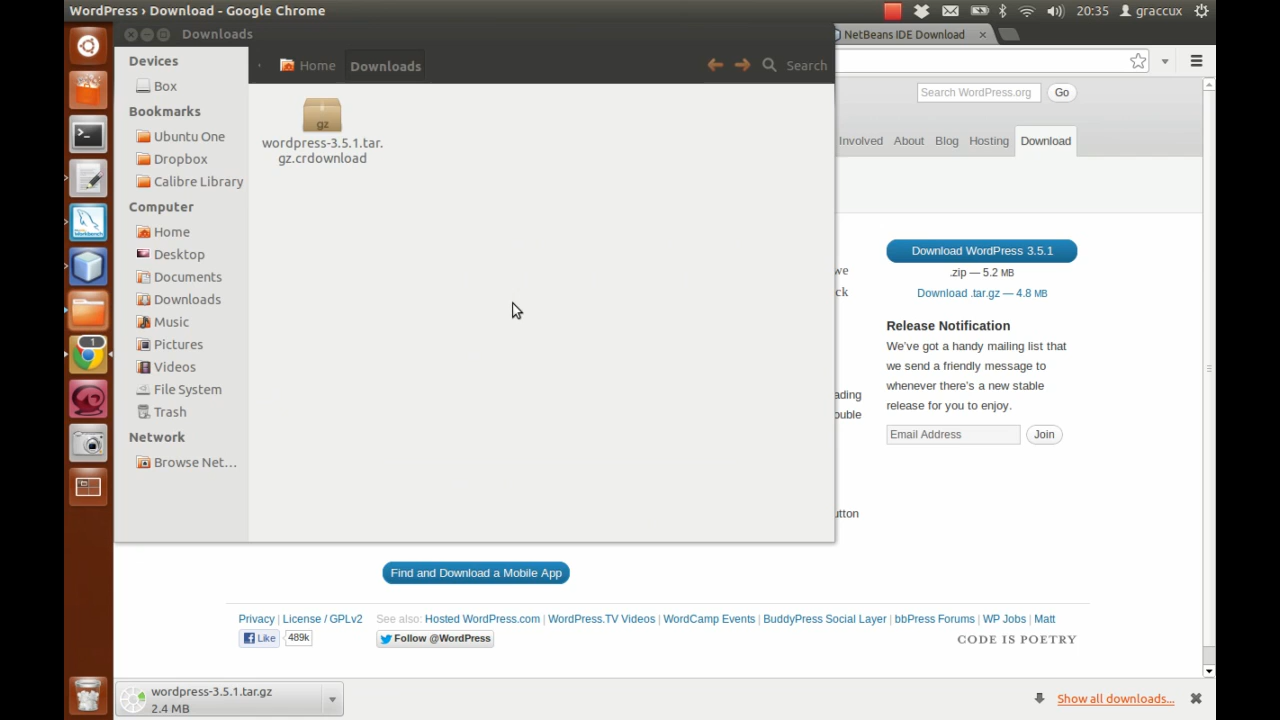 WordPress › Download - Google Chrome
20:35
graccux
Downloads
NetBeans IDE Download
Devices
Box
Bookmarks
Ubuntu One
Dropbox
Calibre Library
Computer
Home
Desktop
Documents
Downloads
Music
Pictures
Videos
File System
Trash
Network
Browse Net…
Home
Downloads
Search
gz
wordpress-3.5.1.tar.
gz.crdownload
Search WordPress.org
Go
Involved
About
Blog
Hosting
Download
we
ck
ading
ouble
utton
Download WordPress 3.5.1
.zip — 5.2 MB
Download .tar.gz — 4.8 MB
Release Notification
We've got a handy mailing list that
we send a friendly message to
whenever there's a new stable
release for you to enjoy.
Email Address
Join
1
Find and Download a Mobile App
Privacy | License / GPLv2
See also: Hosted WordPress.com | WordPress.TV Videos | WordCamp Events | BuddyPress Social Layer | bbPress Forums | WP Jobs | Matt
Like
489k
Follow @WordPress
CODE IS POETRY
wordpress-3.5.1.tar.gz
2.4 MB
Show all downloads...